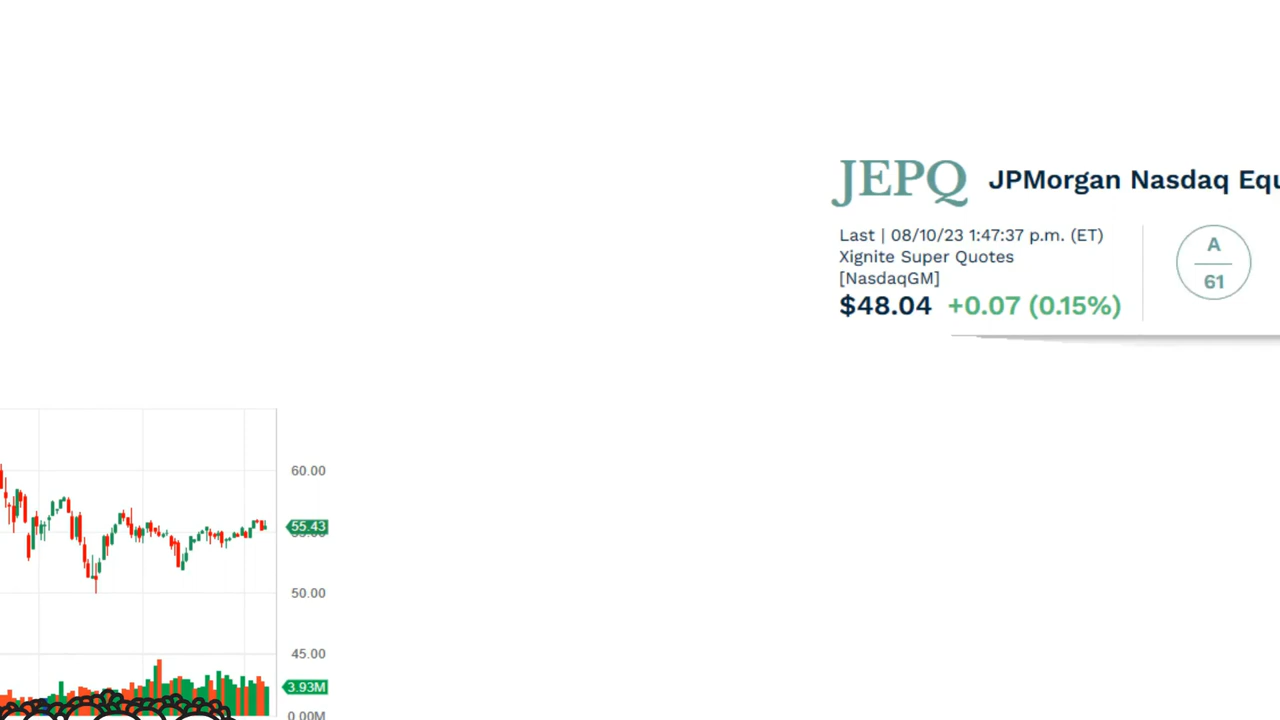 JEPQ JPMorgan Nasdaq Equ
Last | 08/10/23 1:47:37 p.m. (ET)
Xignite Super Quotes
[NasdaqGM]
$48.04 +0.07 (0.15%)
A
61
60.00
55.43
50.00
45.00
3.93M
0.00M